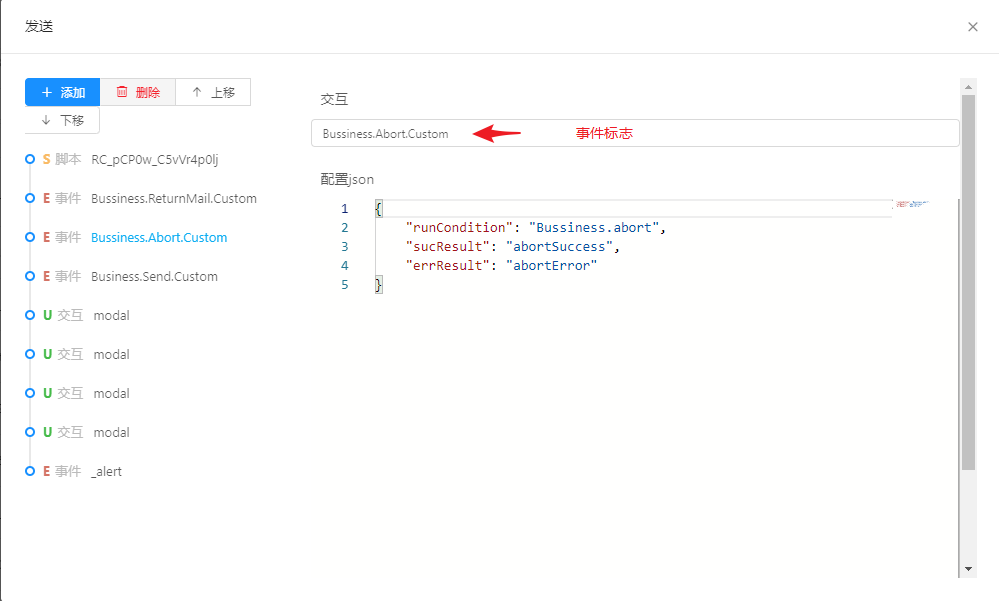 发送
添加 删除 上移
下移
S 脚本 RC_pCP0w_C5vVr4p0lj
E 事件 Bussiness.ReturnMail.Custom
E 事件 Bussiness.Abort.Custom
E 事件 Business.Send.Custom
U 交互 modal
U 交互 modal
U 交互 modal
U 交互 modal
E 事件 _alert
交互
Bussiness.Abort.Custom 事件标志
配置json
1 {
2 "runCondition": "Bussiness.abort",
3 "sucResult": "abortSuccess",
4 "errResult": "abortError"
5 }